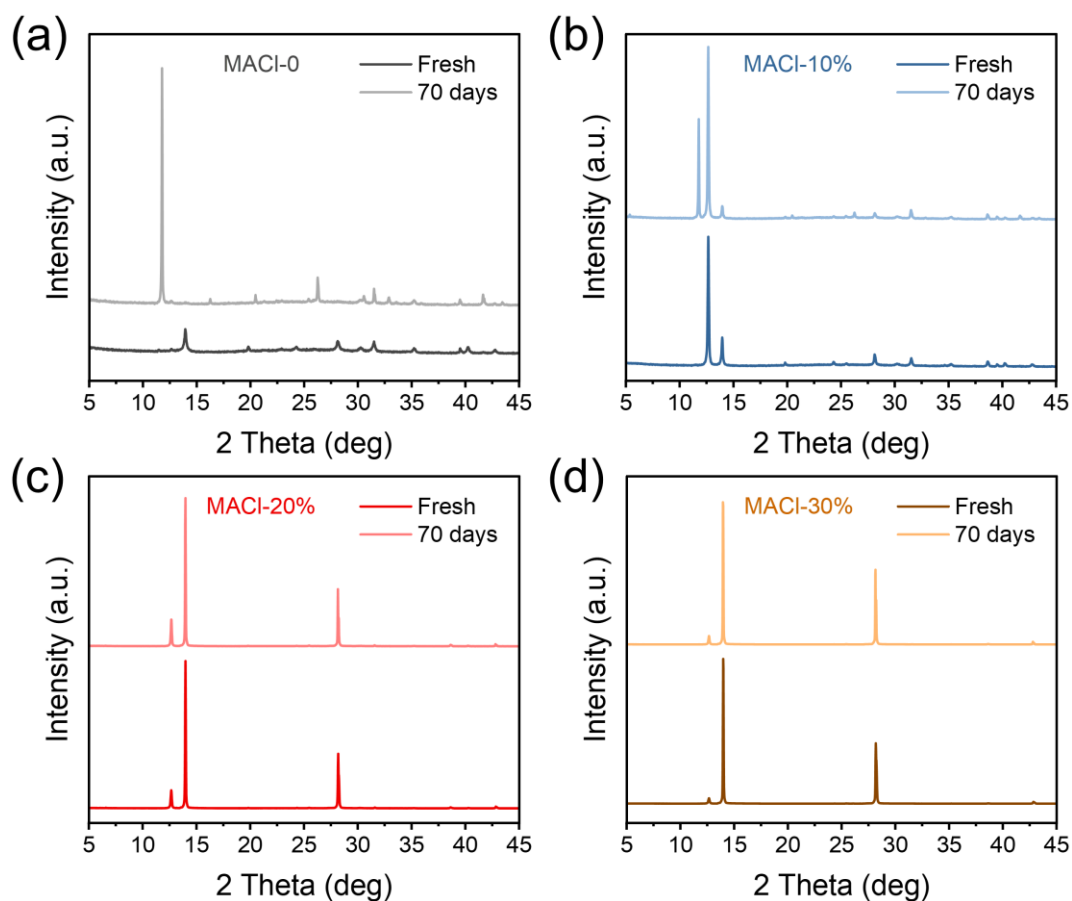 (a)
MACl-0
Fresh
70 days
Intensity (a.u.)
5 10 15 20 25 30 35 40 45
2 Theta (deg)
(b)
MACl-10%
Fresh
70 days
Intensity (a.u.)
5 10 15 20 25 30 35 40 45
2 Theta (deg)
(c)
MACl-20%
Fresh
70 days
Intensity (a.u.)
5 10 15 20 25 30 35 40 45
2 Theta (deg)
(d)
MACl-30%
Fresh
70 days
Intensity (a.u.)
5 10 15 20 25 30 35 40 45
2 Theta (deg)